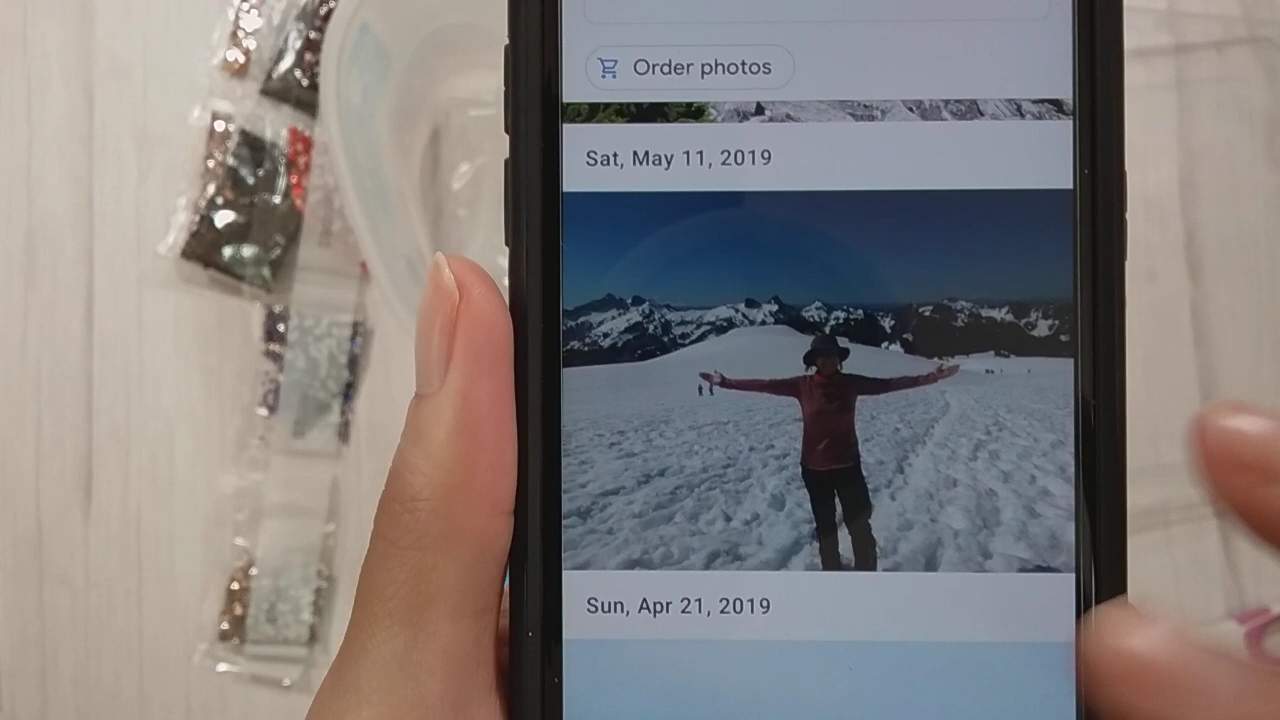 Order photos
Sat, May 11, 2019
Sun, Apr 21, 2019